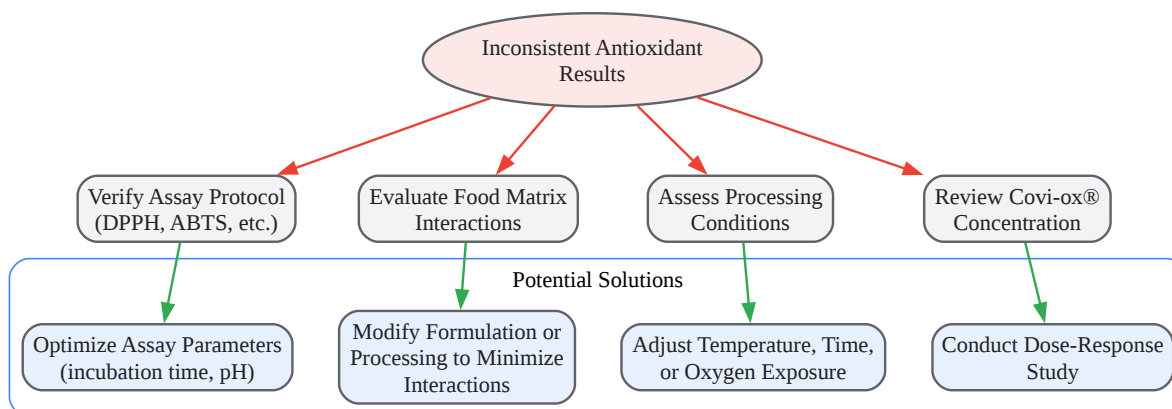 Inconsistent Antioxidant
Results
Verify Assay Protocol
(DPPH, ABTS, etc.)
Evaluate Food Matrix
Interactions
Assess Processing
Conditions
Review Covi-ox®
Concentration
Potential Solutions
Optimize Assay Parameters
(incubation time, pH)
Modify Formulation or
Processing to Minimize
Interactions
Adjust Temperature, Time,
or Oxygen Exposure
Conduct Dose-Response
Study